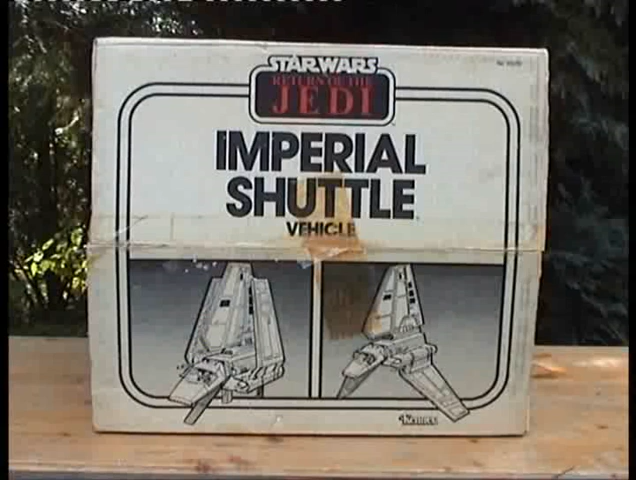 STAR WARS
RETURN OF THE
JEDI
IMPERIAL
SHUTTLE
VEHICLE
Kenner